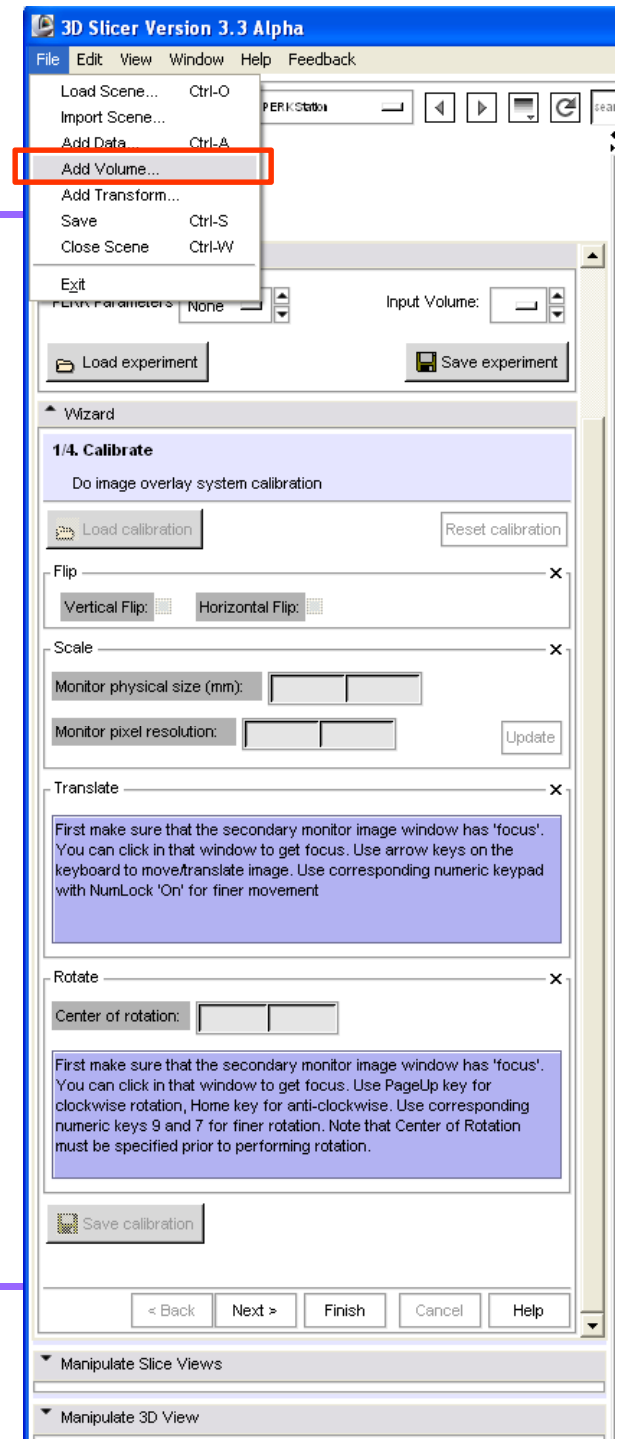 3D Slicer Version 3.3 Alpha
File Edit View Window Help Feedback
Load Scene... Ctrl-O
Import Scene...
Add Data... Ctrl-A
Add Volume...
Add Transform...
Save Ctrl-S
Close Scene Ctrl-W
Exit
PERKStation
sear
PERK Parameters None Input Volume:
Load experiment Save experiment
Wizard
1/4. Calibrate
Do image overlay system calibration
Load calibration Reset calibration
Flip x
Vertical Flip: Horizontal Flip:
Scale x
Monitor physical size (mm):
Monitor pixel resolution: Update
Translate x
First make sure that the secondary monitor image window has 'focus'.
You can click in that window to get focus. Use arrow keys on the
keyboard to move/translate image. Use corresponding numeric keypad
with NumLock 'On' for finer movement
Rotate x
Center of rotation:
First make sure that the secondary monitor image window has 'focus'.
You can click in that window to get focus. Use PageUp key for
clockwise rotation, Home key for anti-clockwise. Use corresponding
numeric keys 9 and 7 for finer rotation. Note that Center of Rotation
must be specified prior to performing rotation.
Save calibration
< Back Next > Finish Cancel Help
Manipulate Slice Views
Manipulate 3D View